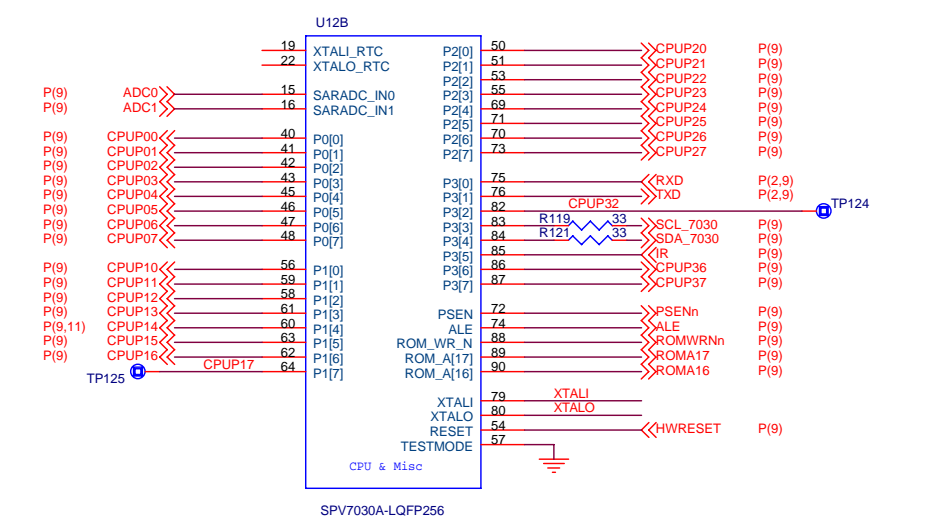 U12B
19 XTALI_RTC
22 XTALO_RTC
P(9) ADC0 15 SARADC_IN0
P(9) ADC1 16 SARADC_IN1
P(9) CPUP00 40 P0[0]
P(9) CPUP01 41 P0[1]
P(9) CPUP02 42 P0[2]
P(9) CPUP03 43 P0[3]
P(9) CPUP04 45 P0[4]
P(9) CPUP05 46 P0[5]
P(9) CPUP06 47 P0[6]
P(9) CPUP07 48 P0[7]
P(9) CPUP10 56 P1[0]
P(9) CPUP11 59 P1[1]
P(9) CPUP12 58 P1[2]
P(9) CPUP13 61 P1[3]
P(9,11) CPUP14 60 P1[4]
P(9) CPUP15 63 P1[5]
P(9) CPUP16 62 P1[6]
TP125 CPUP17 64 P1[7]
P2[0] 50 CPUP20 P(9)
P2[1] 51 CPUP21 P(9)
P2[2] 53 CPUP22 P(9)
P2[3] 55 CPUP23 P(9)
P2[4] 69 CPUP24 P(9)
P2[5] 71 CPUP25 P(9)
P2[6] 70 CPUP26 P(9)
P2[7] 73 CPUP27 P(9)
P3[0] 75 RXD P(2,9)
P3[1] 76 TXD P(2,9)
P3[2] 82 CPUP32 TP124
P3[3] 83 R119 33 SCL_7030 P(9)
P3[4] 84 R121 33 SDA_7030 P(9)
P3[5] 85 IR P(9)
P3[6] 86 CPUP36 P(9)
P3[7] 87 CPUP37 P(9)
PSEN 72 PSENn P(9)
ALE 74 ALE P(9)
ROM_WR_N 88 ROMWRNn P(9)
ROM_A[17] 89 ROMA17 P(9)
ROM_A[16] 90 ROMA16 P(9)
XTALI 79 XTALI
XTALO 80 XTALO
RESET 54 HWRESET P(9)
TESTMODE 57
CPU & Misc
SPV7030A-LQFP256